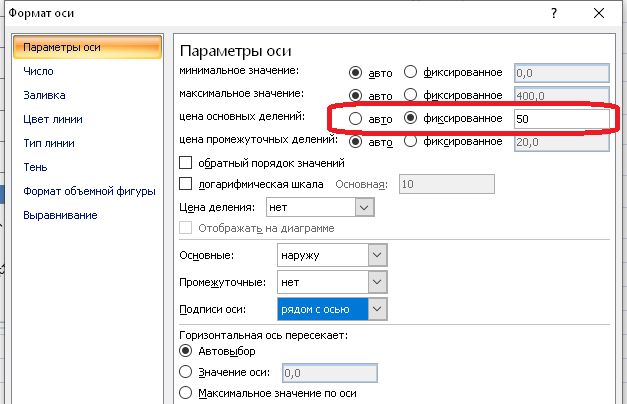 Формат оси
Параметры оси
Число
Заливка
Цвет линии
Тип линии
Тень
Формат объемной фигуры
Выравнивание
Параметры оси
минимальное значение: авто фиксированное 0,0
максимальное значение: авто фиксированное 400,0
цена основных делений: авто фиксированное 50
цена промежуточных делений: авто фиксированное 20,0
обратный порядок значений
логарифмическая шкала Основная: 10
Цена деления: нет
Отображать на диаграмме
Основные: наружу
Промежуточные: нет
Подписи оси: рядом с осью
Горизонтальная ось пересекает:
Автовыбор
Значение оси: 0,0
Максимальное значение по оси